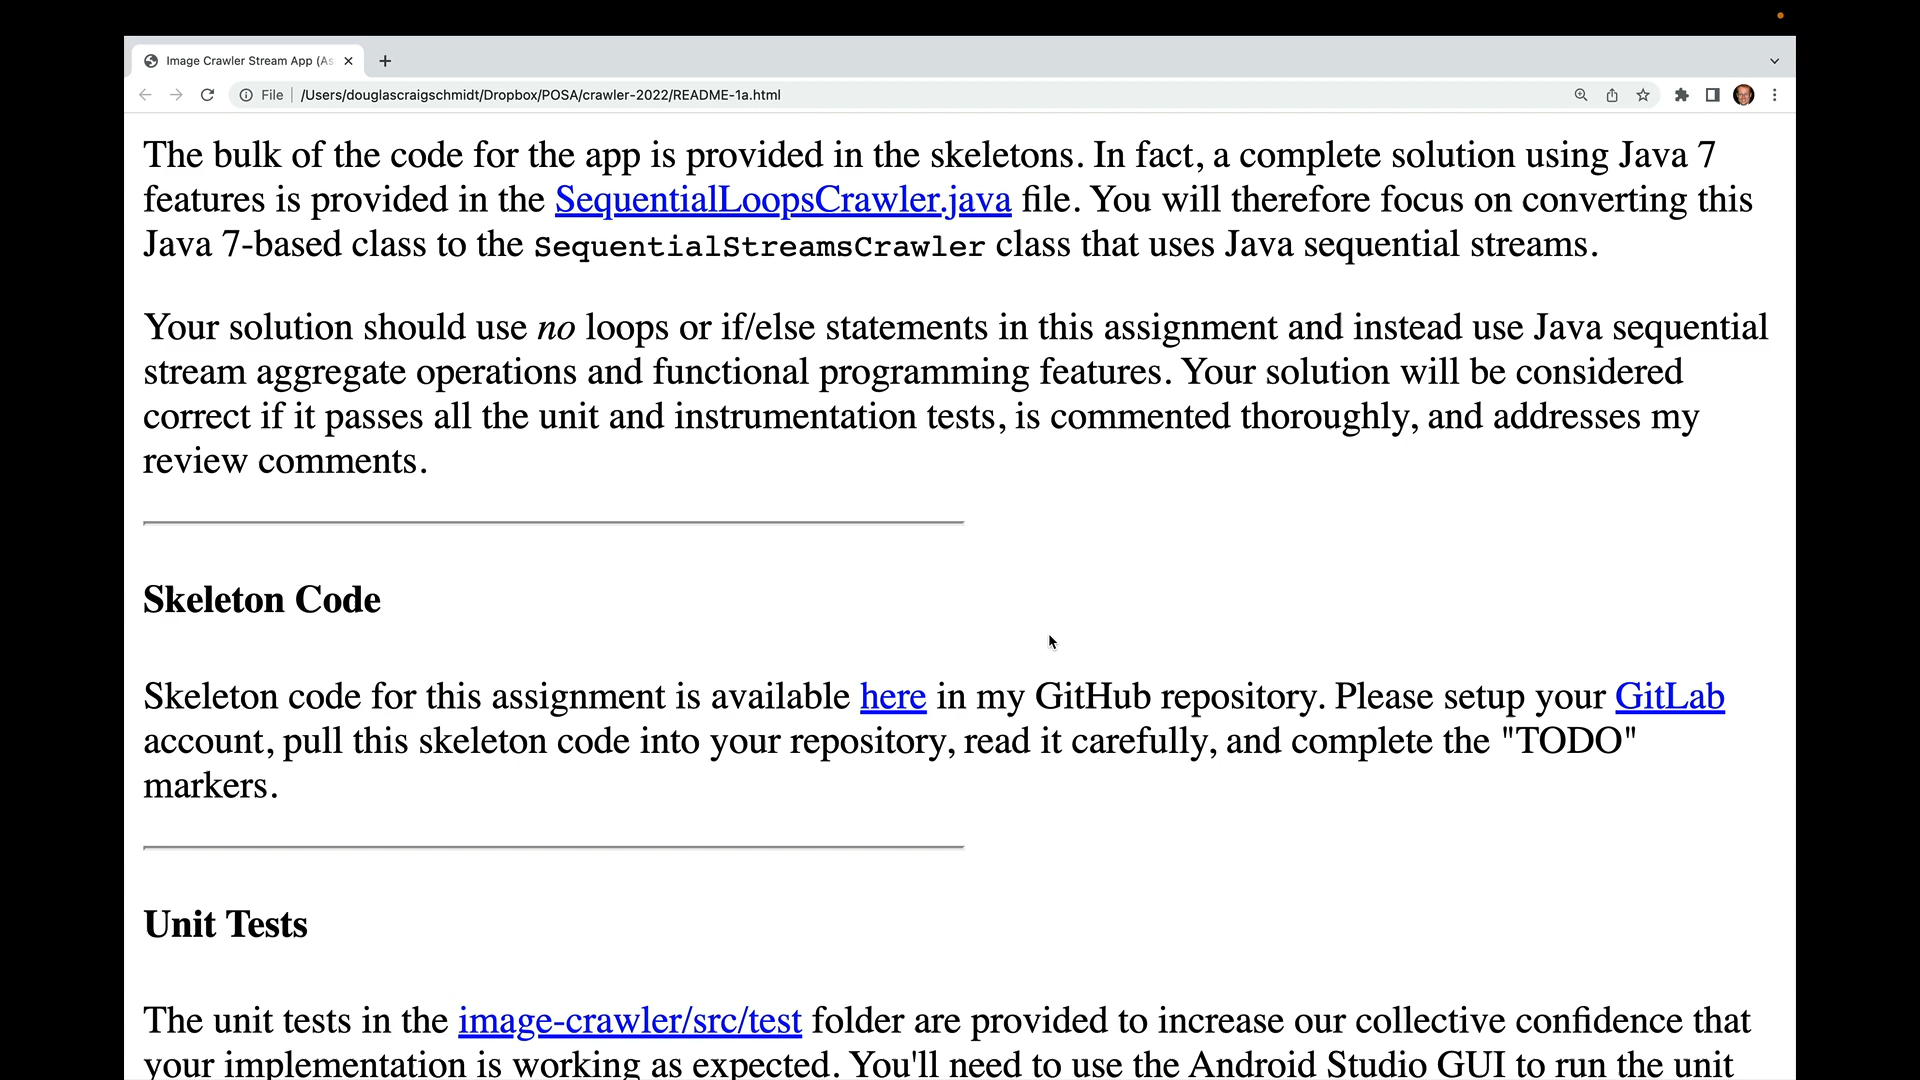 Image Crawler Stream App (As
File
/Users/douglascraigschmidt/Dropbox/POSA/crawler-2022/README-1a.html
The bulk of the code for the app is provided in the skeletons. In fact, a complete solution using Java 7
features is provided in the SequentialLoopsCrawler.java file. You will therefore focus on converting this
Java 7-based class to the SequentialStreamsCrawler class that uses Java sequential streams.
Your solution should use no loops or if/else statements in this assignment and instead use Java sequential
stream aggregate operations and functional programming features. Your solution will be considered
correct if it passes all the unit and instrumentation tests, is commented thoroughly, and addresses my
review comments.
Skeleton Code
Skeleton code for this assignment is available here in my GitHub repository. Please setup your GitLab
account, pull this skeleton code into your repository, read it carefully, and complete the "TODO"
markers.
Unit Tests
The unit tests in the image-crawler/src/test folder are provided to increase our collective confidence that
your implementation is working as expected. You'll need to use the Android Studio GUI to run the unit